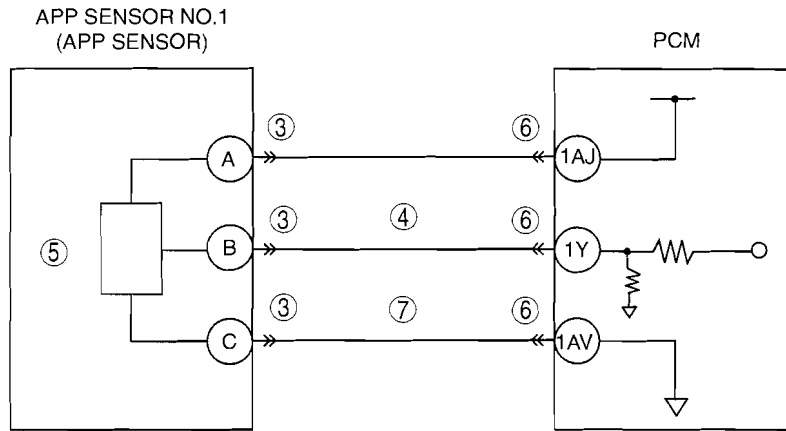 APP SENSOR NO.1
(APP SENSOR)
PCM
③ ⑥
A 1AJ
③ ④ ⑥
⑤ B 1Y
③ ⑦ ⑥
C 1AV